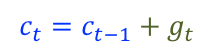 c_t = c_{t-1} + g_t